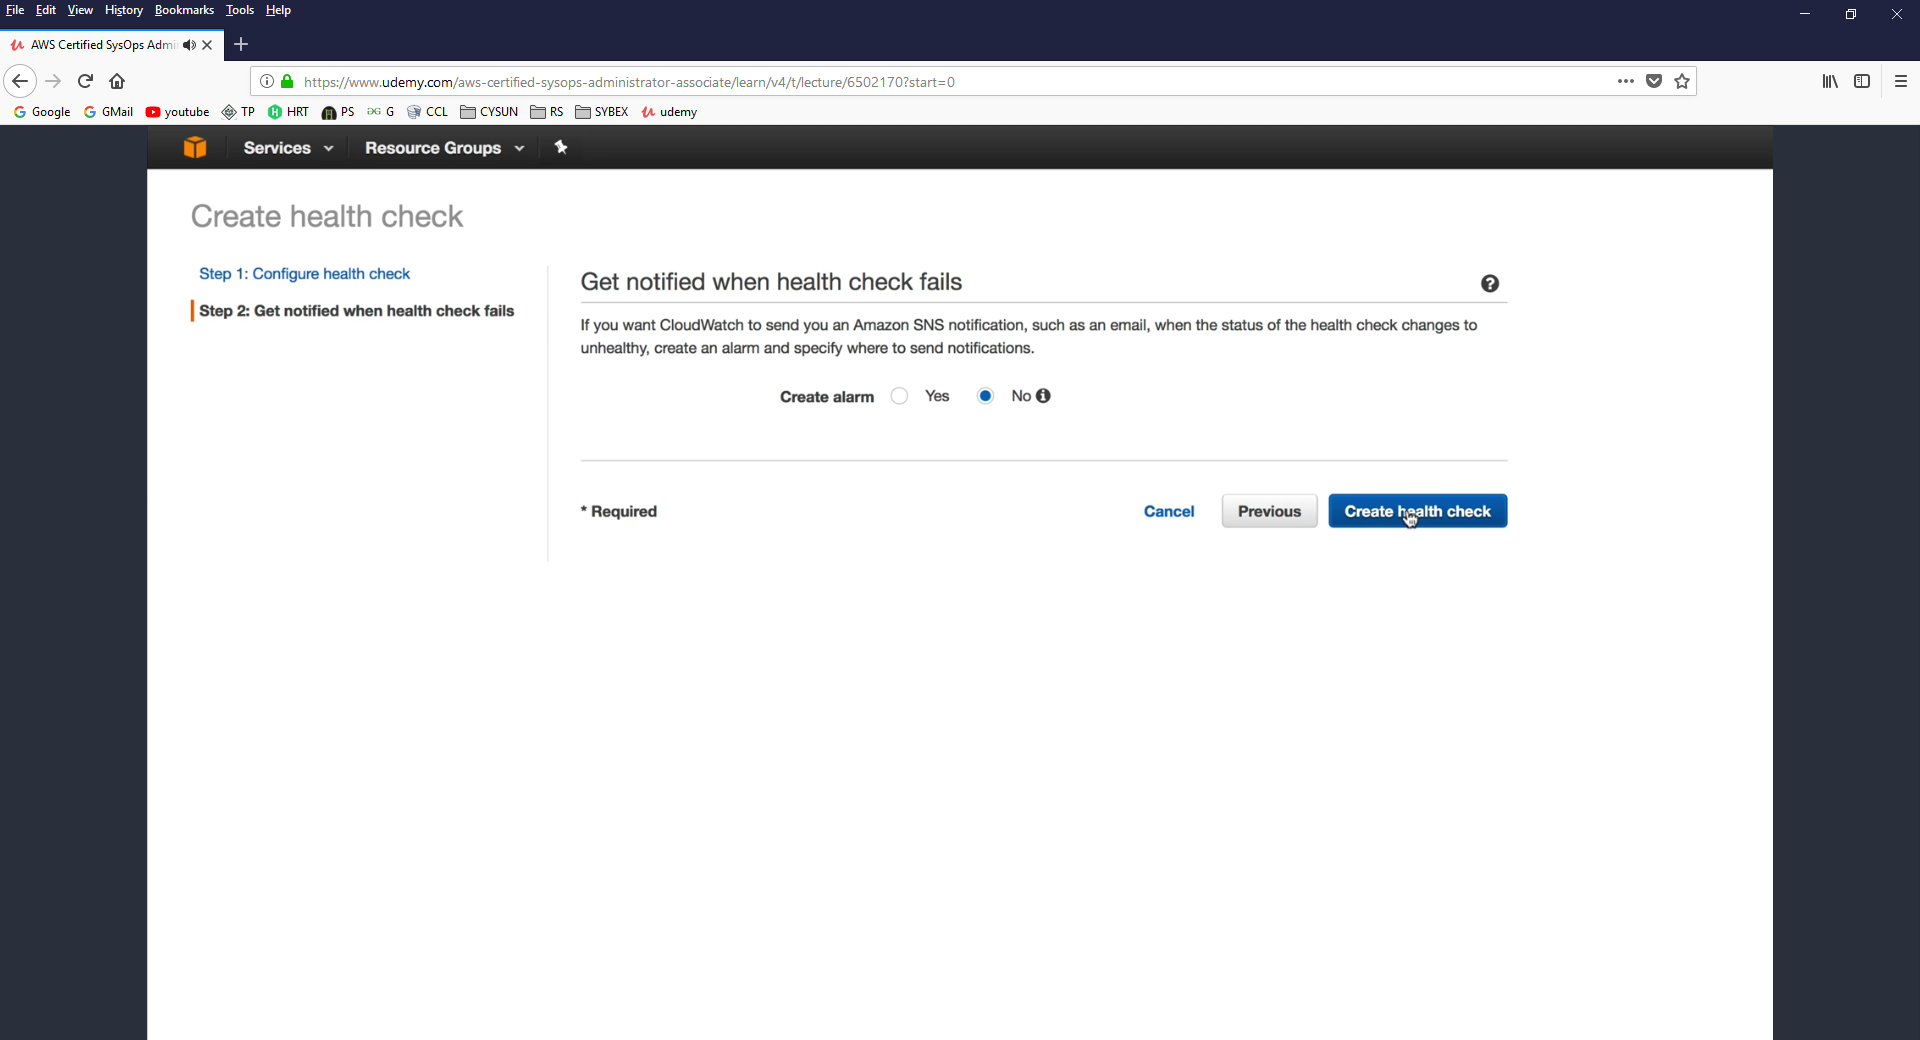 File Edit View History Bookmarks Tools Help
AWS Certified SysOps Admi
https://www.udemy.com/aws-certified-sysops-administrator-associate/learn/v4/t/lecture/6502170?start=0
Google GMail youtube TP HRT PS G CCL CYSUN RS SYBEX udemy
Services Resource Groups
Create health check
Step 1: Configure health check
Step 2: Get notified when health check fails
Get notified when health check fails
If you want CloudWatch to send you an Amazon SNS notification, such as an email, when the status of the health check changes to
unhealthy, create an alarm and specify where to send notifications.
Create alarm Yes No
* Required Cancel Previous Create health check